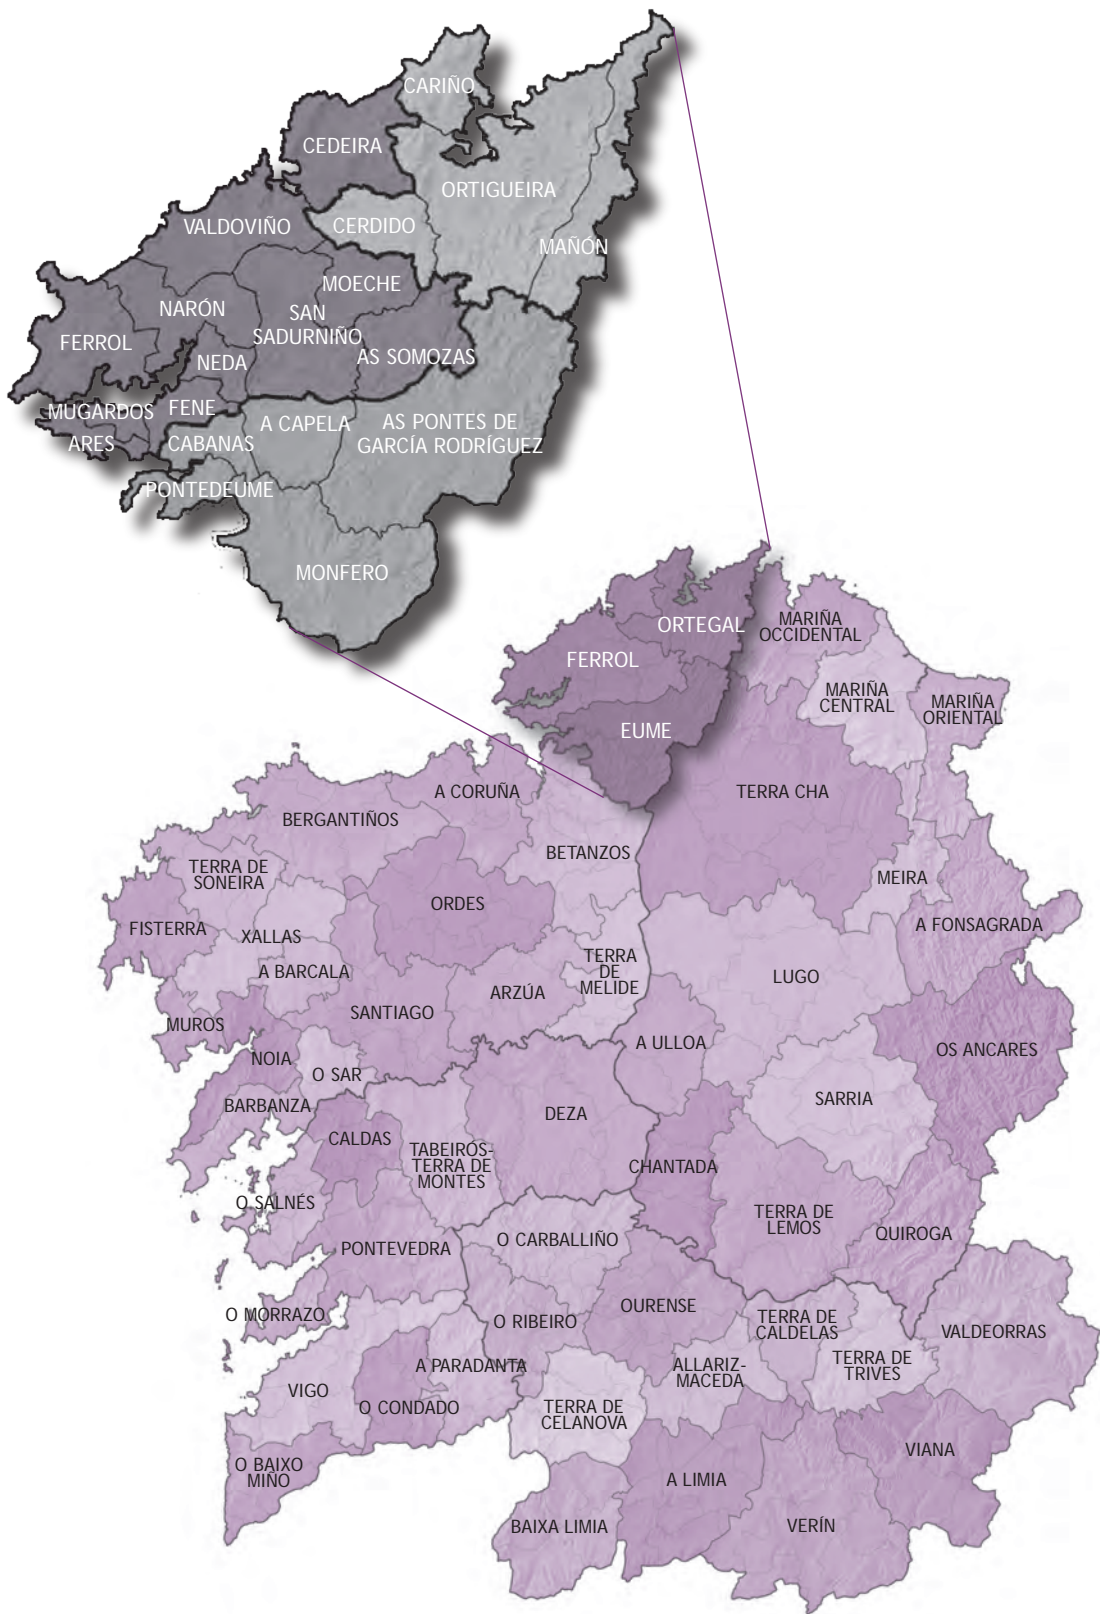 CARIÑO
CEDEIRA
ORTIGUEIRA
VALDOVIÑO
CERDIDO
MAÑÓN
MOECHE
NARÓN
SAN
SADURNIÑO
FERROL
NEDA
AS SOMOZAS
MUGARDOS
FENE
A CAPELA
AS PONTES DE
GARCÍA RODRÍGUEZ
ARES
CABANAS
PONTEDEUME
MONFERO
ORTEGAL
MARIÑA
OCCIDENTAL
FERROL
MARIÑA
CENTRAL
MARIÑA
ORIENTAL
EUME
A CORUÑA
TERRA CHA
BERGANTIÑOS
BETANZOS
TERRA DE
SONEIRA
MEIRA
ORDES
FISTERRA
A FONSAGRADA
XALLAS
TERRA
DE
MELIDE
A BARCALA
LUGO
ARZÚA
SANTIAGO
MUROS
A ULLOA
OS ANCARES
NOIA
O SAR
SARRIA
BARBANZA
DEZA
CALDAS
TABEIRÓS-
TERRA DE
MONTES
CHANTADA
O SALNÉS
TERRA DE
LEMOS
QUIROGA
O CARBALLIÑO
PONTEVEDRA
OURENSE
O MORRAZO
O RIBEIRO
TERRA DE
CALDELAS
VALDEORRAS
A PARADANTA
ALLARIZ-
MACEDA
TERRA DE
TRIVES
VIGO
O CONDADO
TERRA DE
CELANOVA
VIANA
O BAIXO
MIÑO
A LIMIA
BAIXA LIMIA
VERÍN